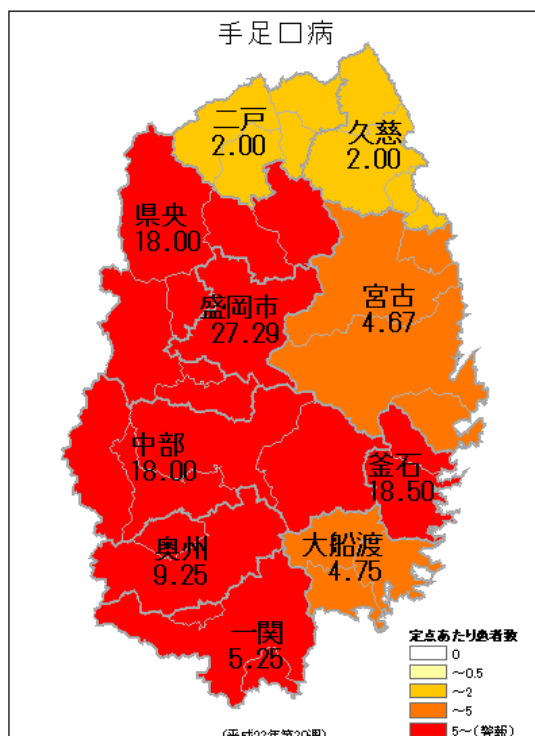 手足口病
二戸
2.00
久慈
2.00
県央
18.00
盛岡市
27.29
宮古
4.67
中部
18.00
釜石
18.50
奥州
9.25
大船渡
4.75
一関
5.25
定点あたり患者数
0
～0.5
～2
～5
5～(警報)